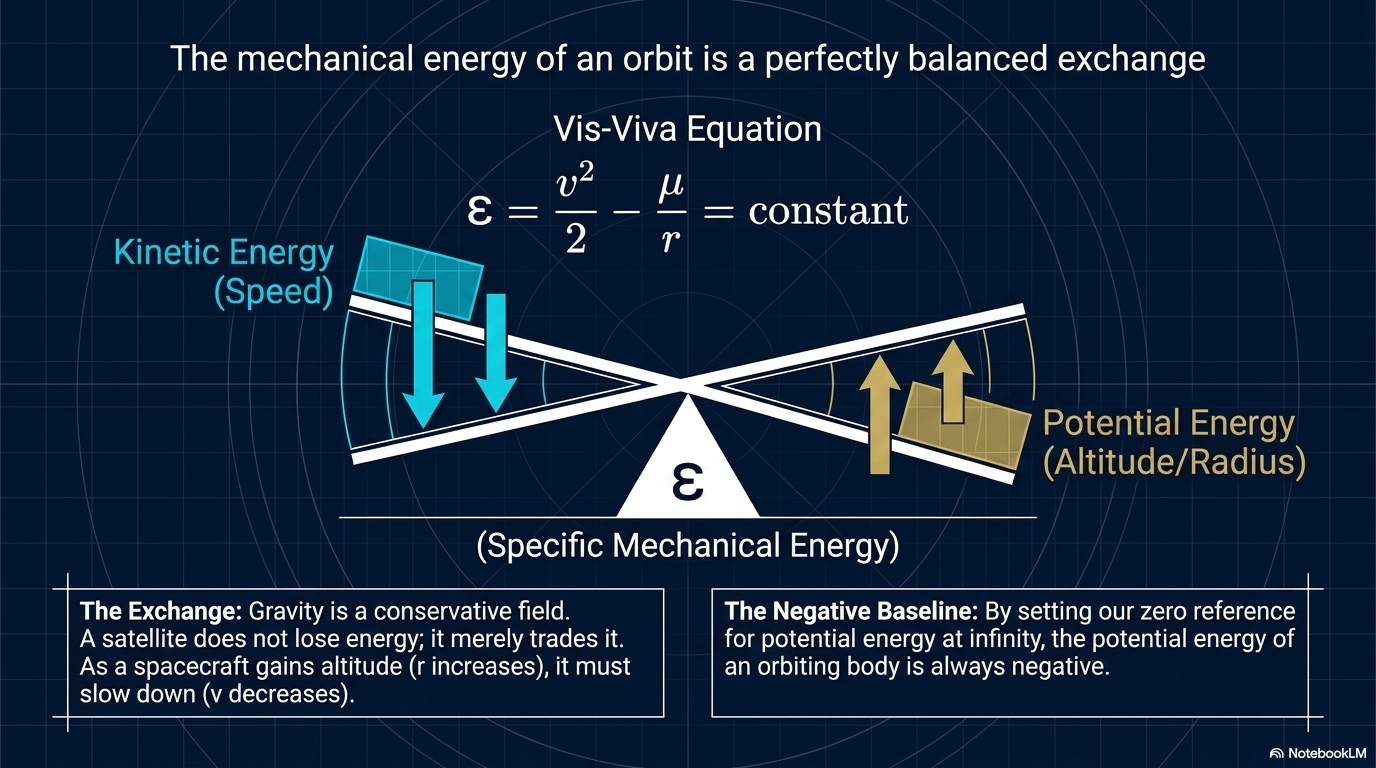 The mechanical energy of an orbit is a perfectly balanced exchange
Vis-Viva Equation
ε = v²/2 − μ/r = constant
Kinetic Energy
(Speed)
Potential Energy
(Altitude/Radius)
ε
(Specific Mechanical Energy)
The Exchange: Gravity is a conservative field.
A satellite does not lose energy; it merely trades it.
As a spacecraft gains altitude (r increases), it must
slow down (v decreases).
The Negative Baseline: By setting our zero reference
for potential energy at infinity, the potential energy of
an orbiting body is always negative.
NotebookLM